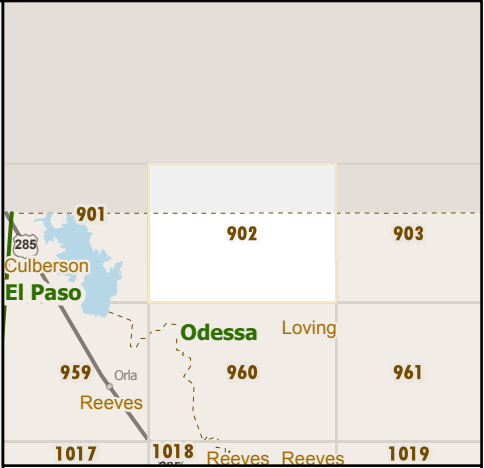 901
902
903
285
Culberson
El Paso
Odessa
Loving
959
Orla
960
961
Reeves
1017
1018
Reeves
Reeves
1019
285